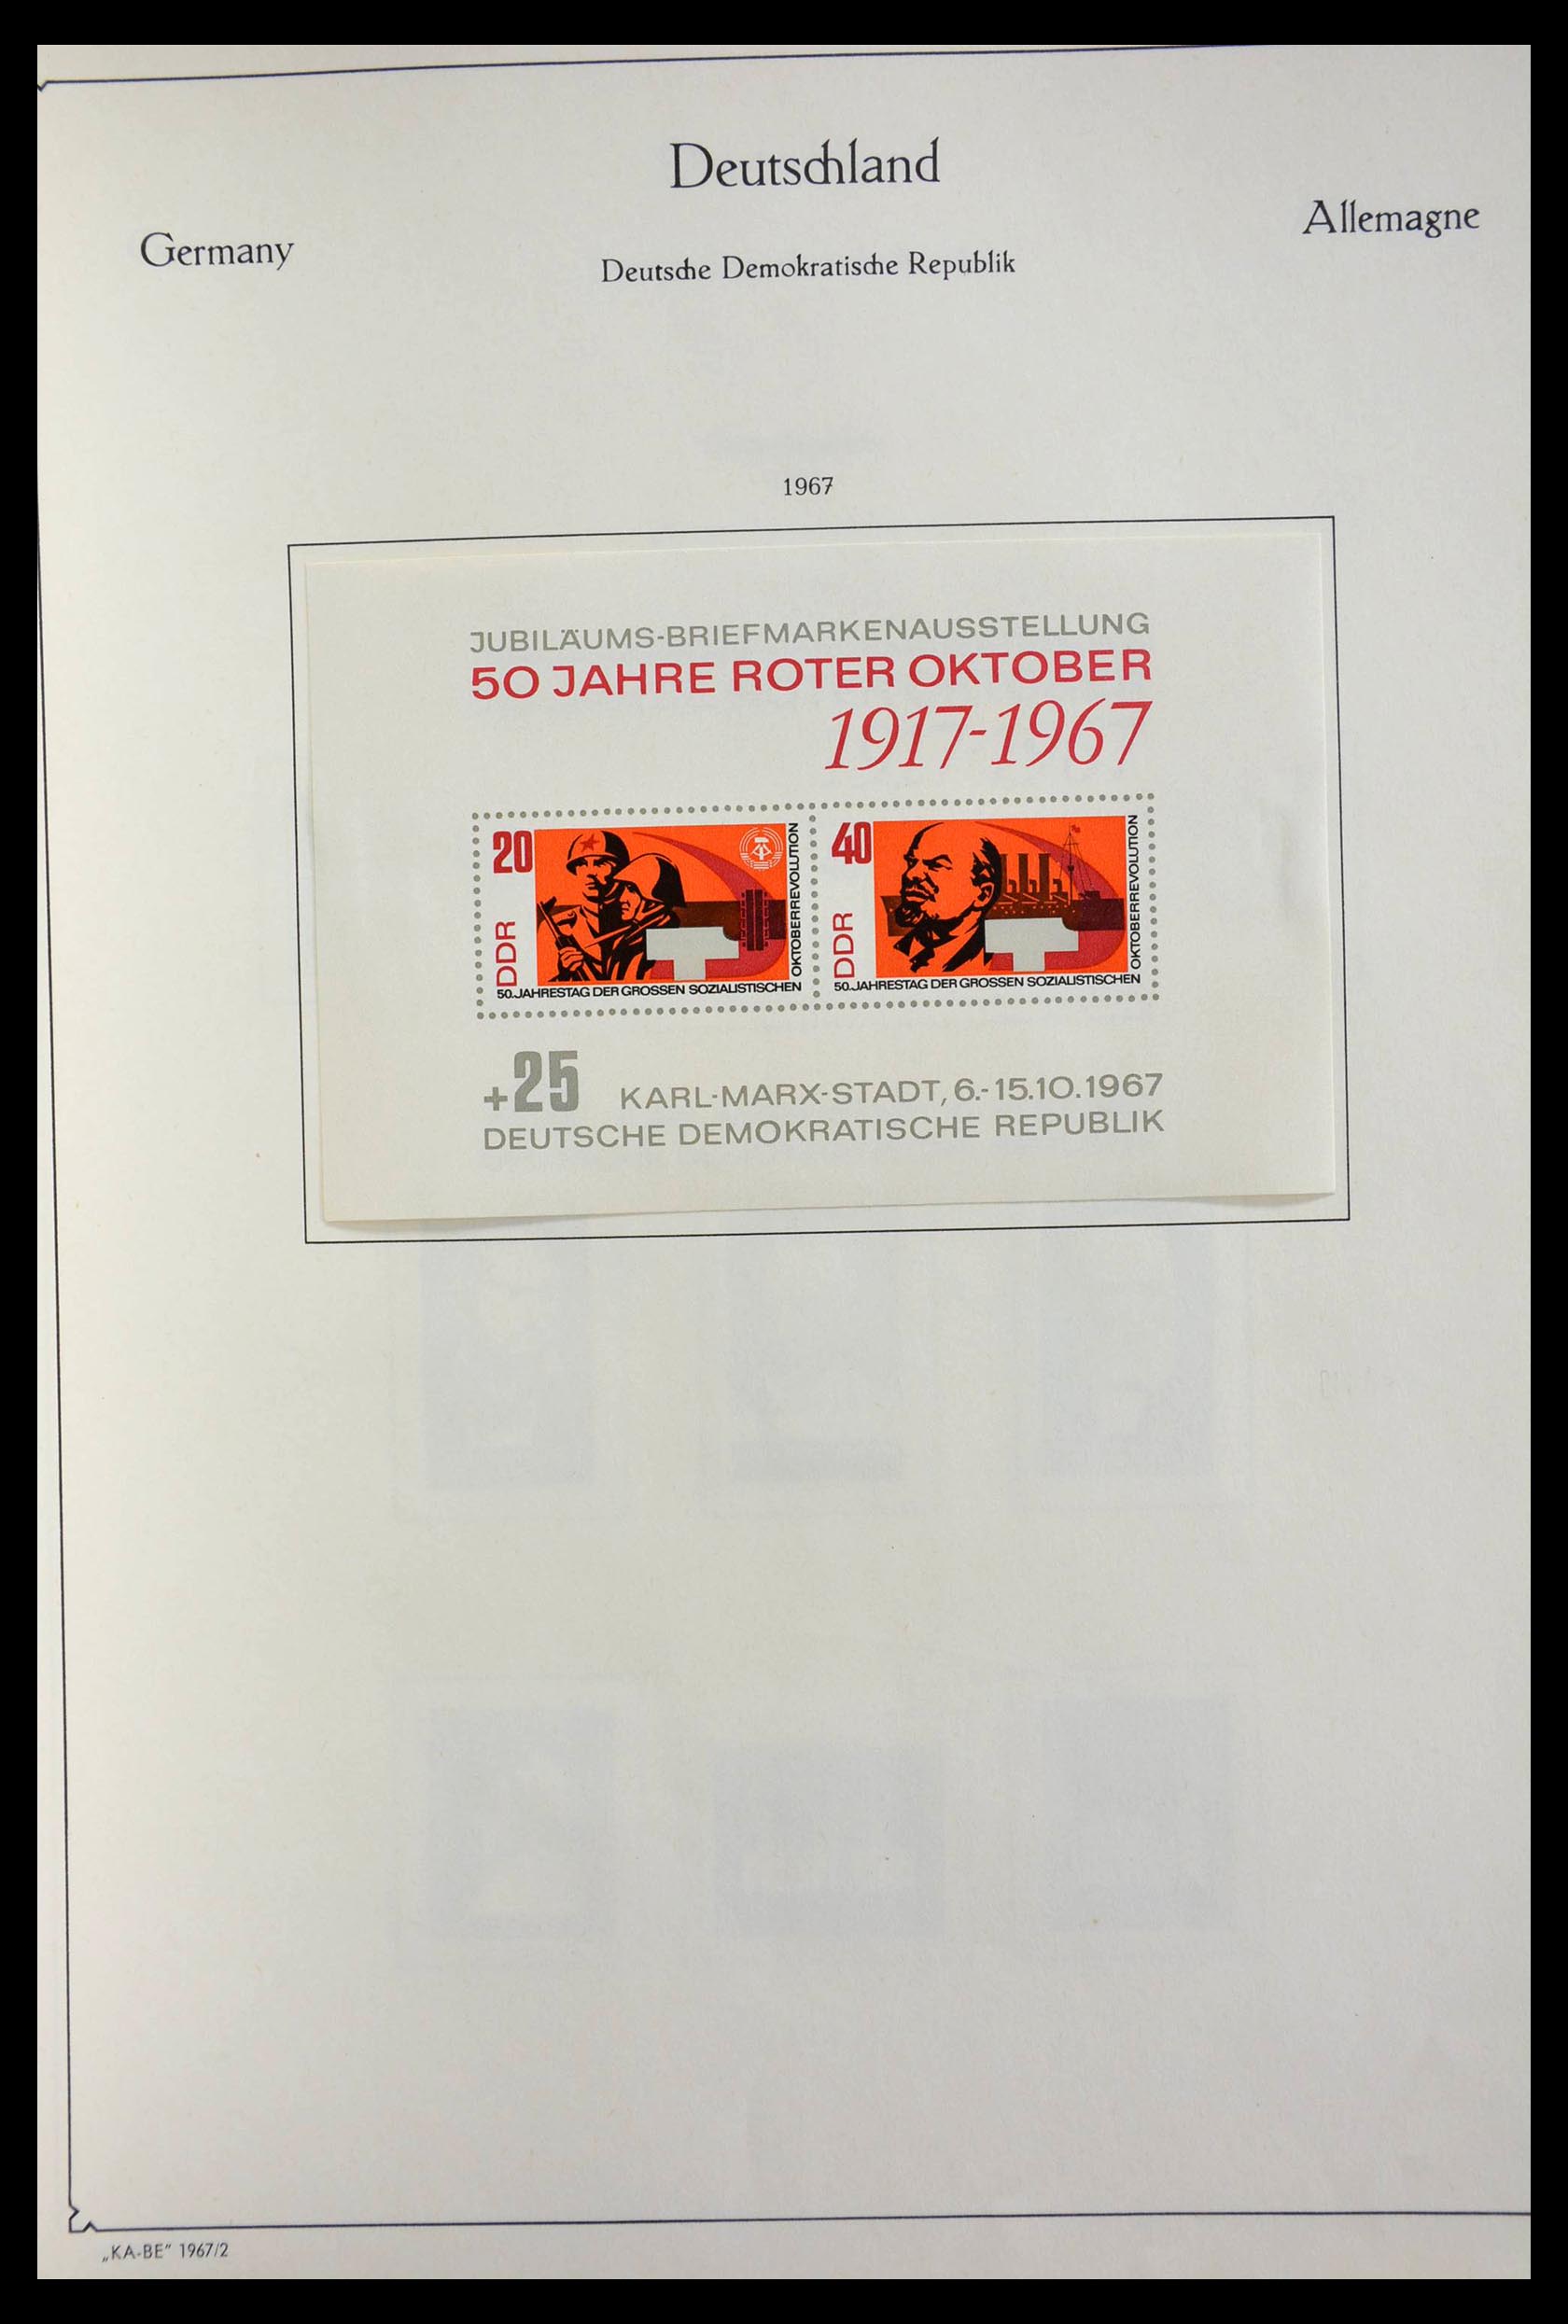 Deutschland
Germany
Allemagne
Deutsche Demokratische Republik
1967
JUBILÄUMS-BRIEFMARKENAUSSTELLUNG
50 JAHRE ROTER OKTOBER
1917-1967
20
DDR
50.JAHRESTAG DER GROSSEN SOZIALISTISCHEN
OKTOBERREVOLUTION
40
DDR
50.JAHRESTAG DER GROSSEN SOZIALISTISCHEN
OKTOBERREVOLUTION
+25 KARL-MARX-STADT, 6.-15.10.1967
DEUTSCHE DEMOKRATISCHE REPUBLIK
„KA-BE“ 1967/2